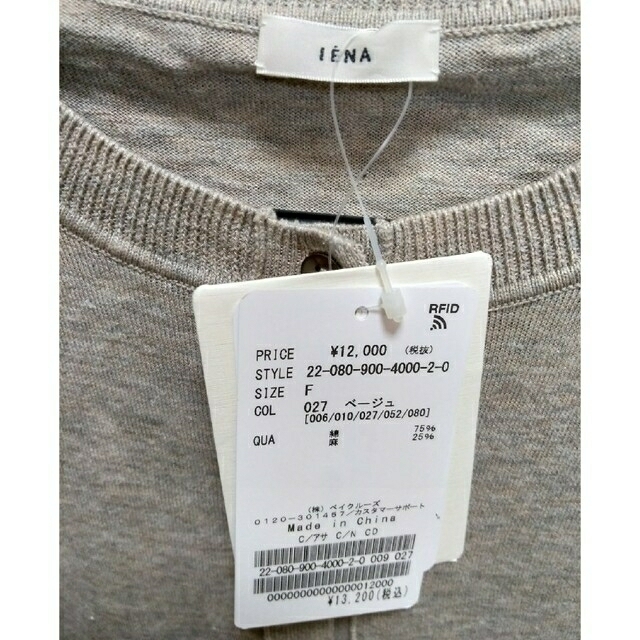 IÉNA
RFID
PRICE ¥12,000 (税抜)
STYLE 22-080-900-4000-2-0
SIZE F
COL 027 ベージュ
[006/010/027/052/080]
QUA 綿 75%
麻 25%
(株) ベイクルーズ
0120-301457/カスタマーサポート
Made in China
C/アサ C/N CD
22-080-900-4000-2-0 009 027
0000000000000012000
¥13,200(税込)